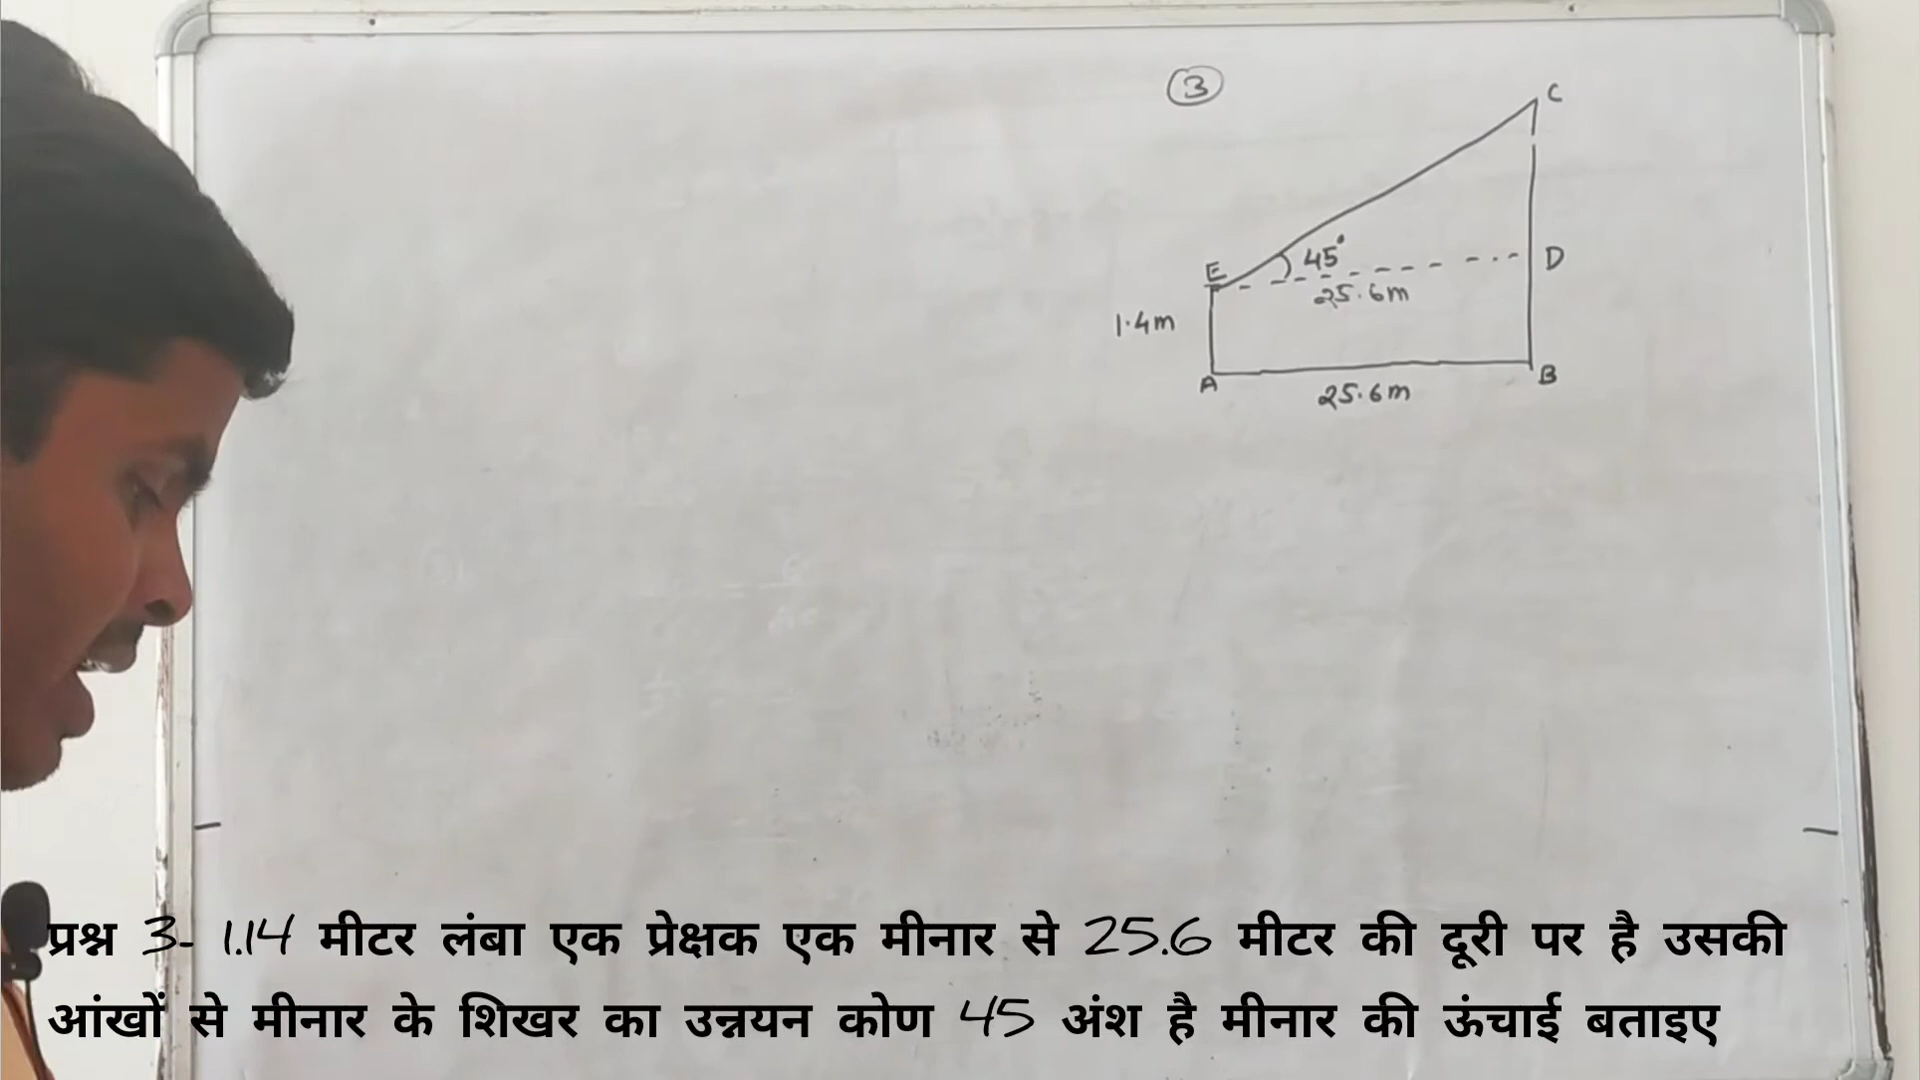 3
C
E
45°
D
25.6m
1.4m
A
B
25.6m
प्रश्न 3- 1.14 मीटर लंबा एक प्रेक्षक एक मीनार से 25.6 मीटर की दूरी पर है उसकी
आंखों से मीनार के शिखर का उन्नयन कोण 45 अंश है मीनार की ऊंचाई बताइए